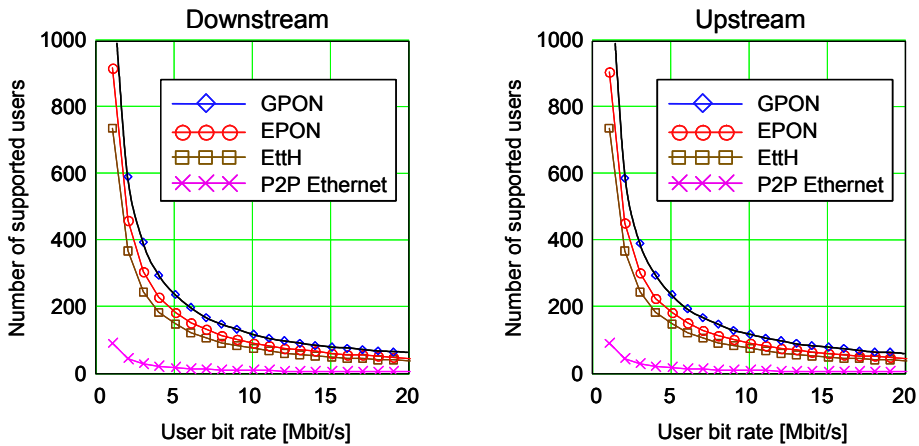 Downstream
Number of supported users
1000
800
600
400
200
0
GPON
EPON
EttH
P2P Ethernet
0 5 10 15 20
User bit rate [Mbit/s]
Upstream
Number of supported users
1000
800
600
400
200
0
GPON
EPON
EttH
P2P Ethernet
0 5 10 15 20
User bit rate [Mbit/s]